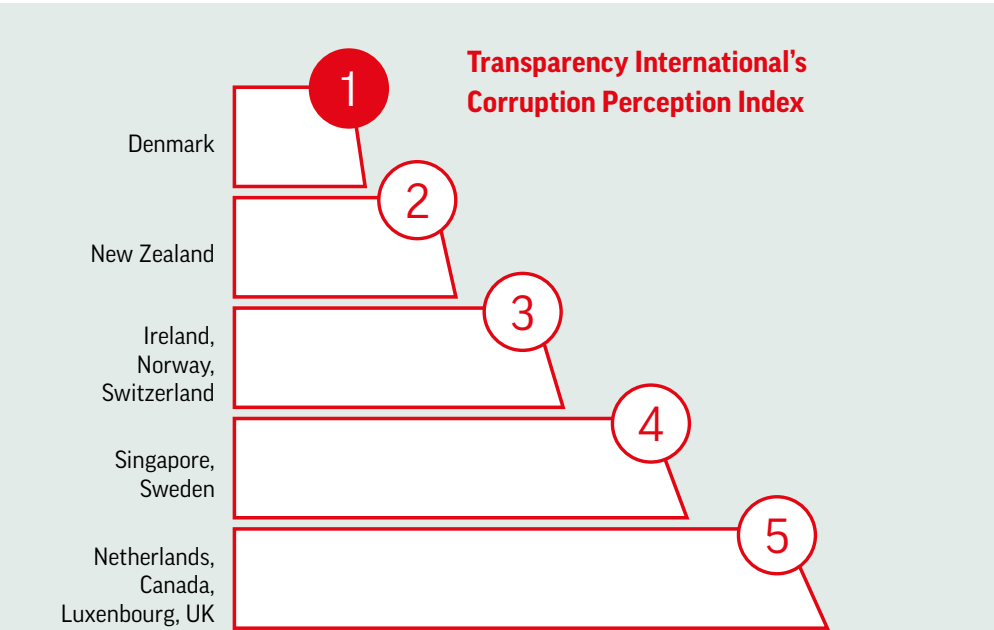 Transparency International’s
Corruption Perception Index
1
Denmark
2
New Zealand
3
Ireland,
Norway,
Switzerland
4
Singapore,
Sweden
5
Netherlands,
Canada,
Luxenbourg, UK